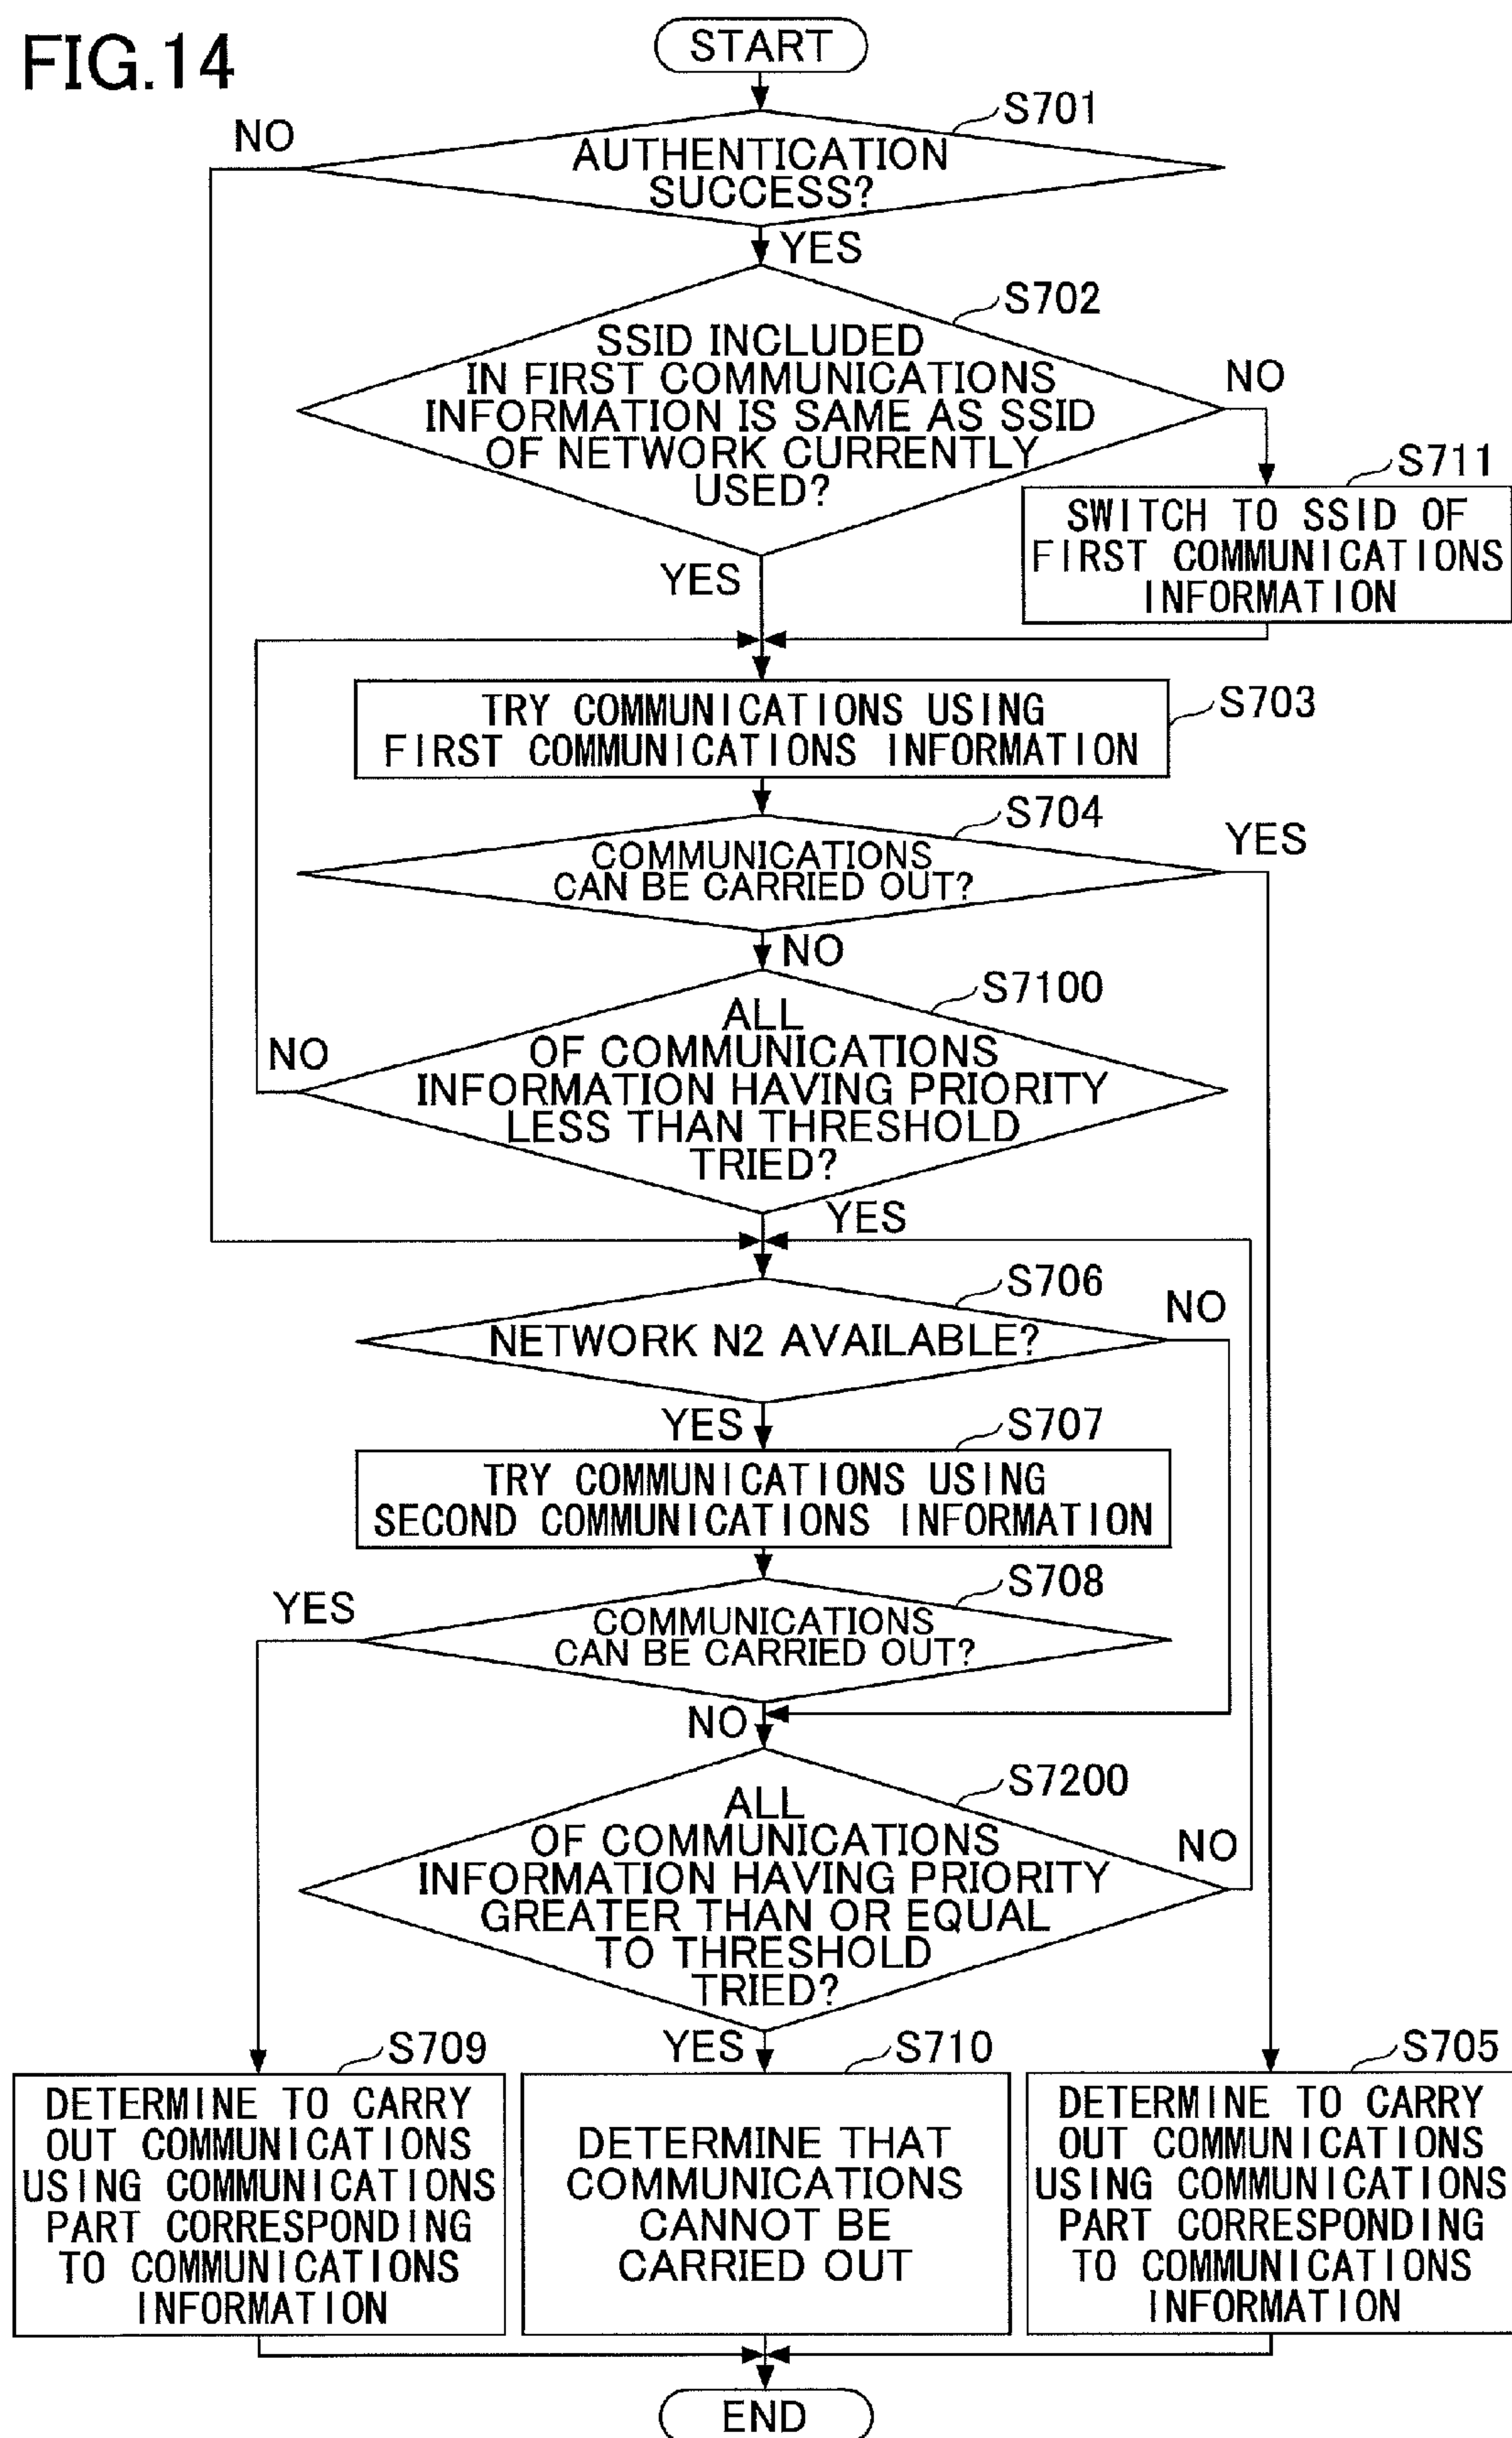 FIG.14
START
S701
NO
AUTHENTICATION
SUCCESS?
YES
S702
SSID INCLUDED
IN FIRST COMMUNICATIONS
INFORMATION IS SAME AS SSID
OF NETWORK CURRENTLY
USED?
NO
S711
SWITCH TO SSID OF
FIRST COMMUNICATIONS
INFORMATION
YES
TRY COMMUNICATIONS USING
FIRST COMMUNICATIONS INFORMATION
S703
S704
YES
COMMUNICATIONS
CAN BE CARRIED OUT?
NO
S7100
NO
ALL
OF COMMUNICATIONS
INFORMATION HAVING PRIORITY
LESS THAN THRESHOLD
TRIED?
YES
S706
NO
NETWORK N2 AVAILABLE?
YES
S707
TRY COMMUNICATIONS USING
SECOND COMMUNICATIONS INFORMATION
S708
YES
COMMUNICATIONS
CAN BE CARRIED OUT?
NO
S7200
ALL
OF COMMUNICATIONS
INFORMATION HAVING PRIORITY
GREATER THAN OR EQUAL
TO THRESHOLD
TRIED?
NO
YES
S709
DETERMINE TO CARRY
OUT COMMUNICATIONS
USING COMMUNICATIONS
PART CORRESPONDING
TO COMMUNICATIONS
INFORMATION
S710
DETERMINE THAT
COMMUNICATIONS
CANNOT BE
CARRIED OUT
S705
DETERMINE TO CARRY
OUT COMMUNICATIONS
USING COMMUNICATIONS
PART CORRESPONDING
TO COMMUNICATIONS
INFORMATION
END